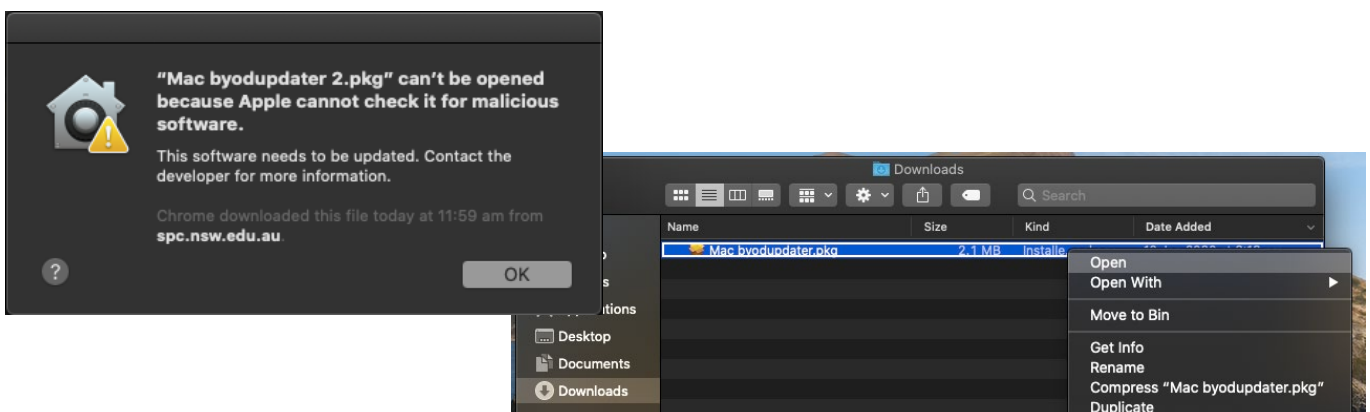 “Mac byodupdater 2.pkg” can’t be opened
because Apple cannot check it for malicious
software.
This software needs to be updated. Contact the
developer for more information.
Chrome downloaded this file today at 11:59 am from
spc.nsw.edu.au.
?
OK
Downloads
Search
Name Size Kind Date Added
Mac byodupdater.pkg 2.1 MB Installe
Open
Open With
Move to Bin
Get Info
Rename
Compress “Mac byodupdater.pkg”
Duplicate
Desktop
Documents
Downloads